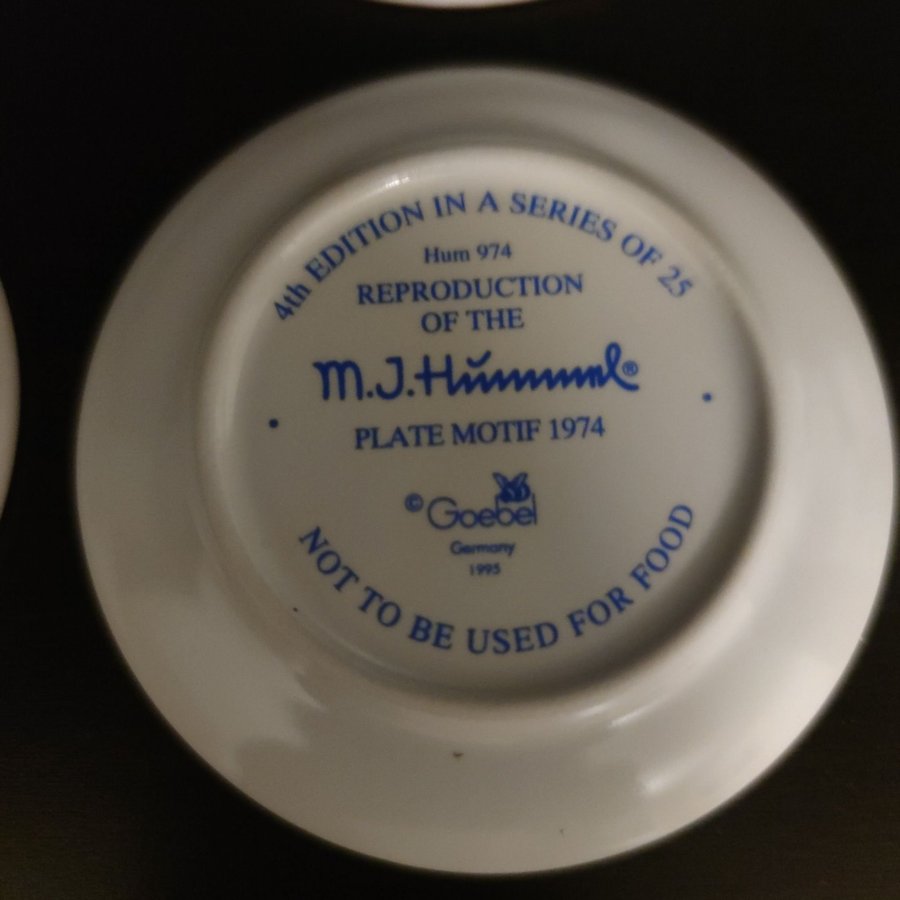 4th EDITION IN A SERIES OF 25
Hum 974
REPRODUCTION
OF THE
M.J.Hummel®
PLATE MOTIF 1974
© Goebel
Germany
1995
NOT TO BE USED FOR FOOD